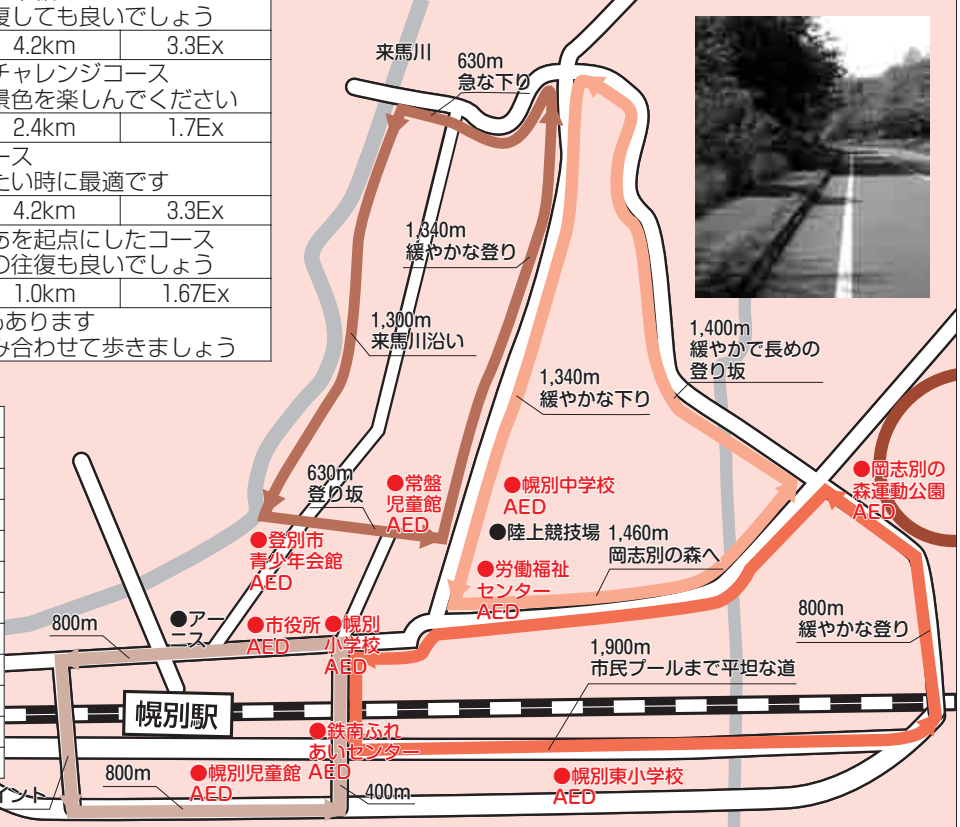 復しても良いでしょう
4.2km 3.3Ex
チャレンジコース
景色を楽しんでください
2.4km 1.7Ex
ース
たい時に最適です
4.2km 3.3Ex
あを起点にしたコース
の往復も良いでしょう
1.0km 1.67Ex
もあります
み合わせて歩きましょう
来馬川
630m
急な下り
1,340m
緩やかな登り
1,300m
来馬川沿い
1,340m
緩やかな下り
1,400m
緩やかで長めの
登り坂
630m
登り坂
●常盤
児童館
AED
●幌別中学校
AED
●陸上競技場
1,460m
岡志別の森へ
●岡志別の
森運動公園
AED
●登別市
青少年会館
AED
●労働福祉
センター
AED
800m
●アー
ニス
●市役所
AED
●幌別
小学校
AED
800m
緩やかな登り
1,900m
市民プールまで平坦な道
幌別駅
●鉄南ふれ
あいセンター
AED
800m
●幌別児童館
AED
400m
●幌別東小学校
AED
イント